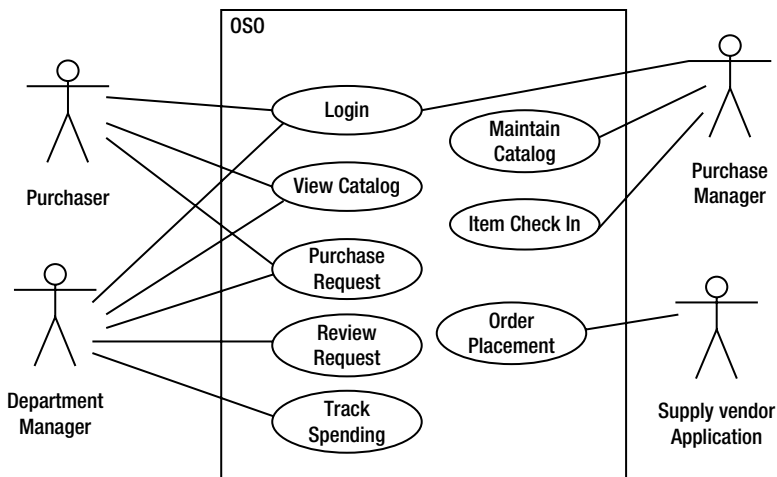 OSO
Login
Maintain
Catalog
Purchaser
View Catalog
Purchase
Manager
Item Check In
Purchase
Request
Review
Request
Order
Placement
Department
Manager
Track
Spending
Supply vendor
Application